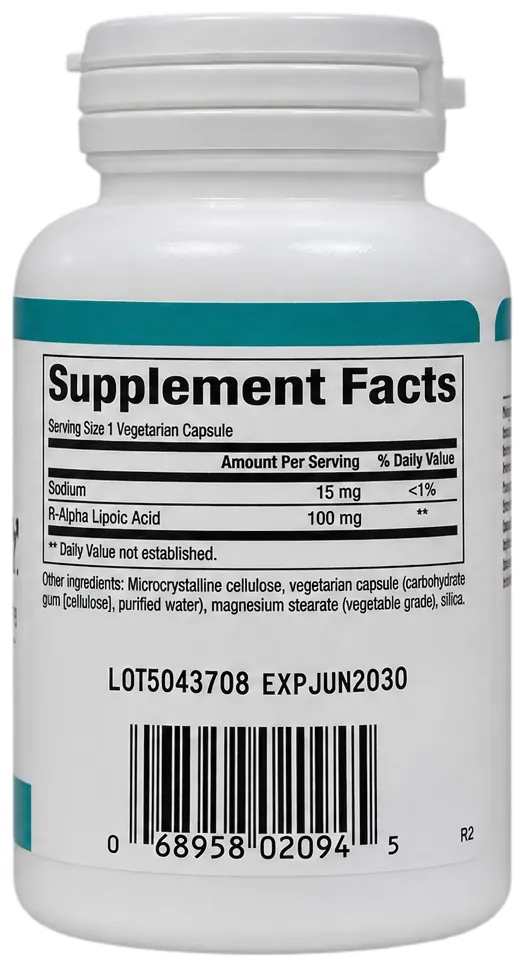 Supplement Facts
Serving Size 1 Vegetarian Capsule
Amount Per Serving % Daily Value
Sodium 15 mg <1%
R-Alpha Lipoic Acid 100 mg **
** Daily Value not established.
Other ingredients: Microcrystalline cellulose, vegetarian capsule (carbohydrate
gum [cellulose], purified water), magnesium stearate (vegetable grade), silica.
LOT5043708 EXPJUN2030
0 68958 02094 5
R2